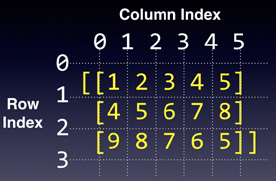 Column Index
0 1 2 3 4 5
0
[[1 2 3 4 5]
1
Row
Index
[4 5 6 7 8]
2
[9 8 7 6 5]]
3